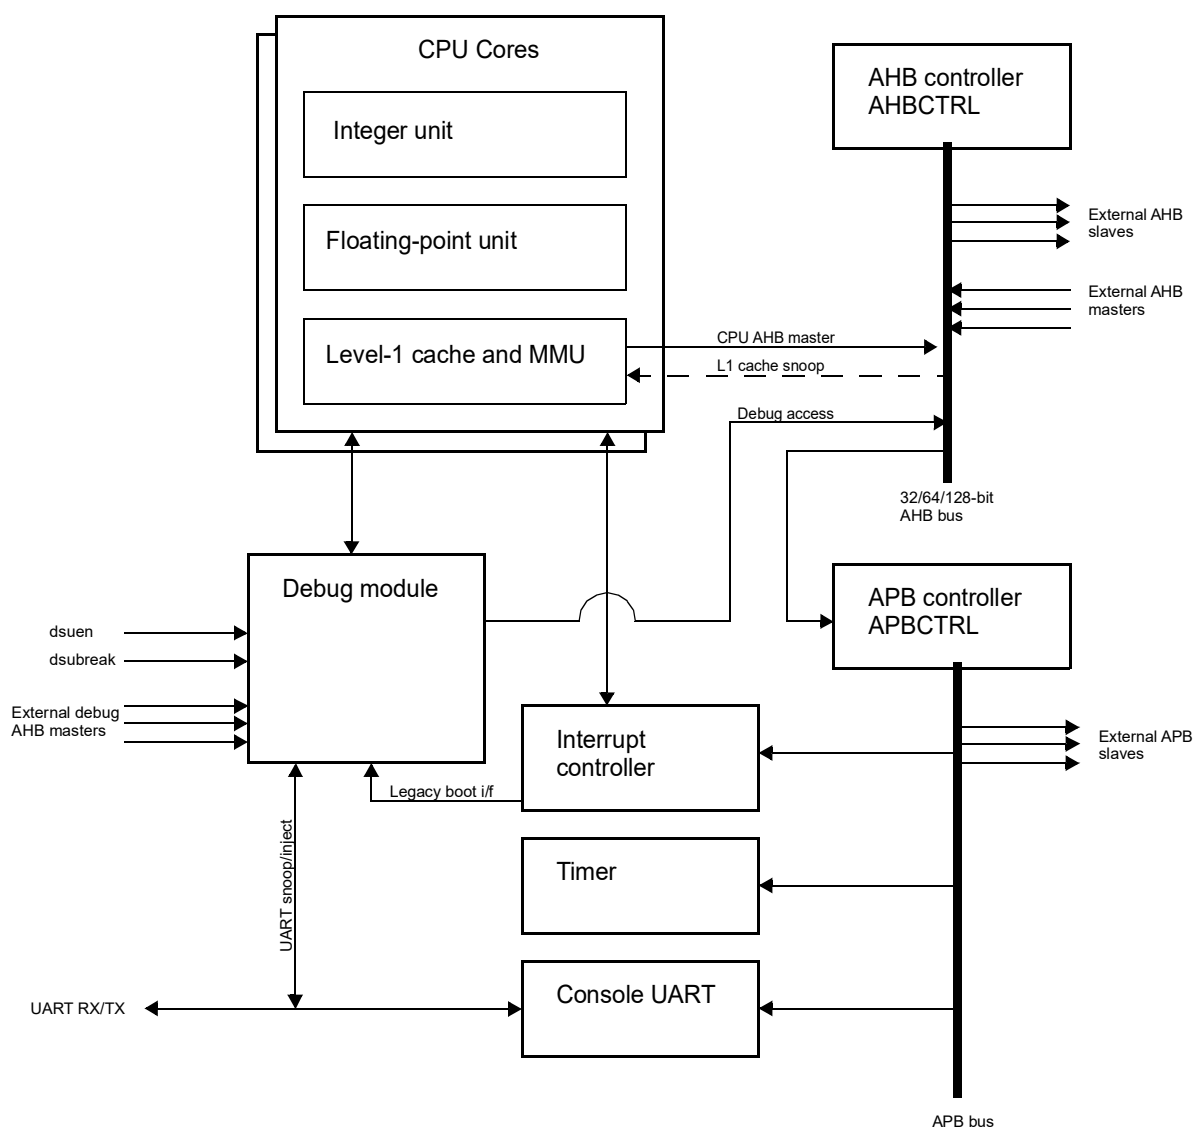 CPU Cores
Integer unit
Floating-point unit
Level-1 cache and MMU
AHB controller
AHBCTRL
External AHB
slaves
External AHB
masters
CPU AHB master
L1 cache snoop
Debug access
32/64/128-bit
AHB bus
Debug module
dsuen
dsubreak
External debug
AHB masters
APB controller
APBCTRL
External APB
slaves
Interrupt
controller
Legacy boot i/f
UART snoop/inject
Timer
Console UART
UART RX/TX
APB bus